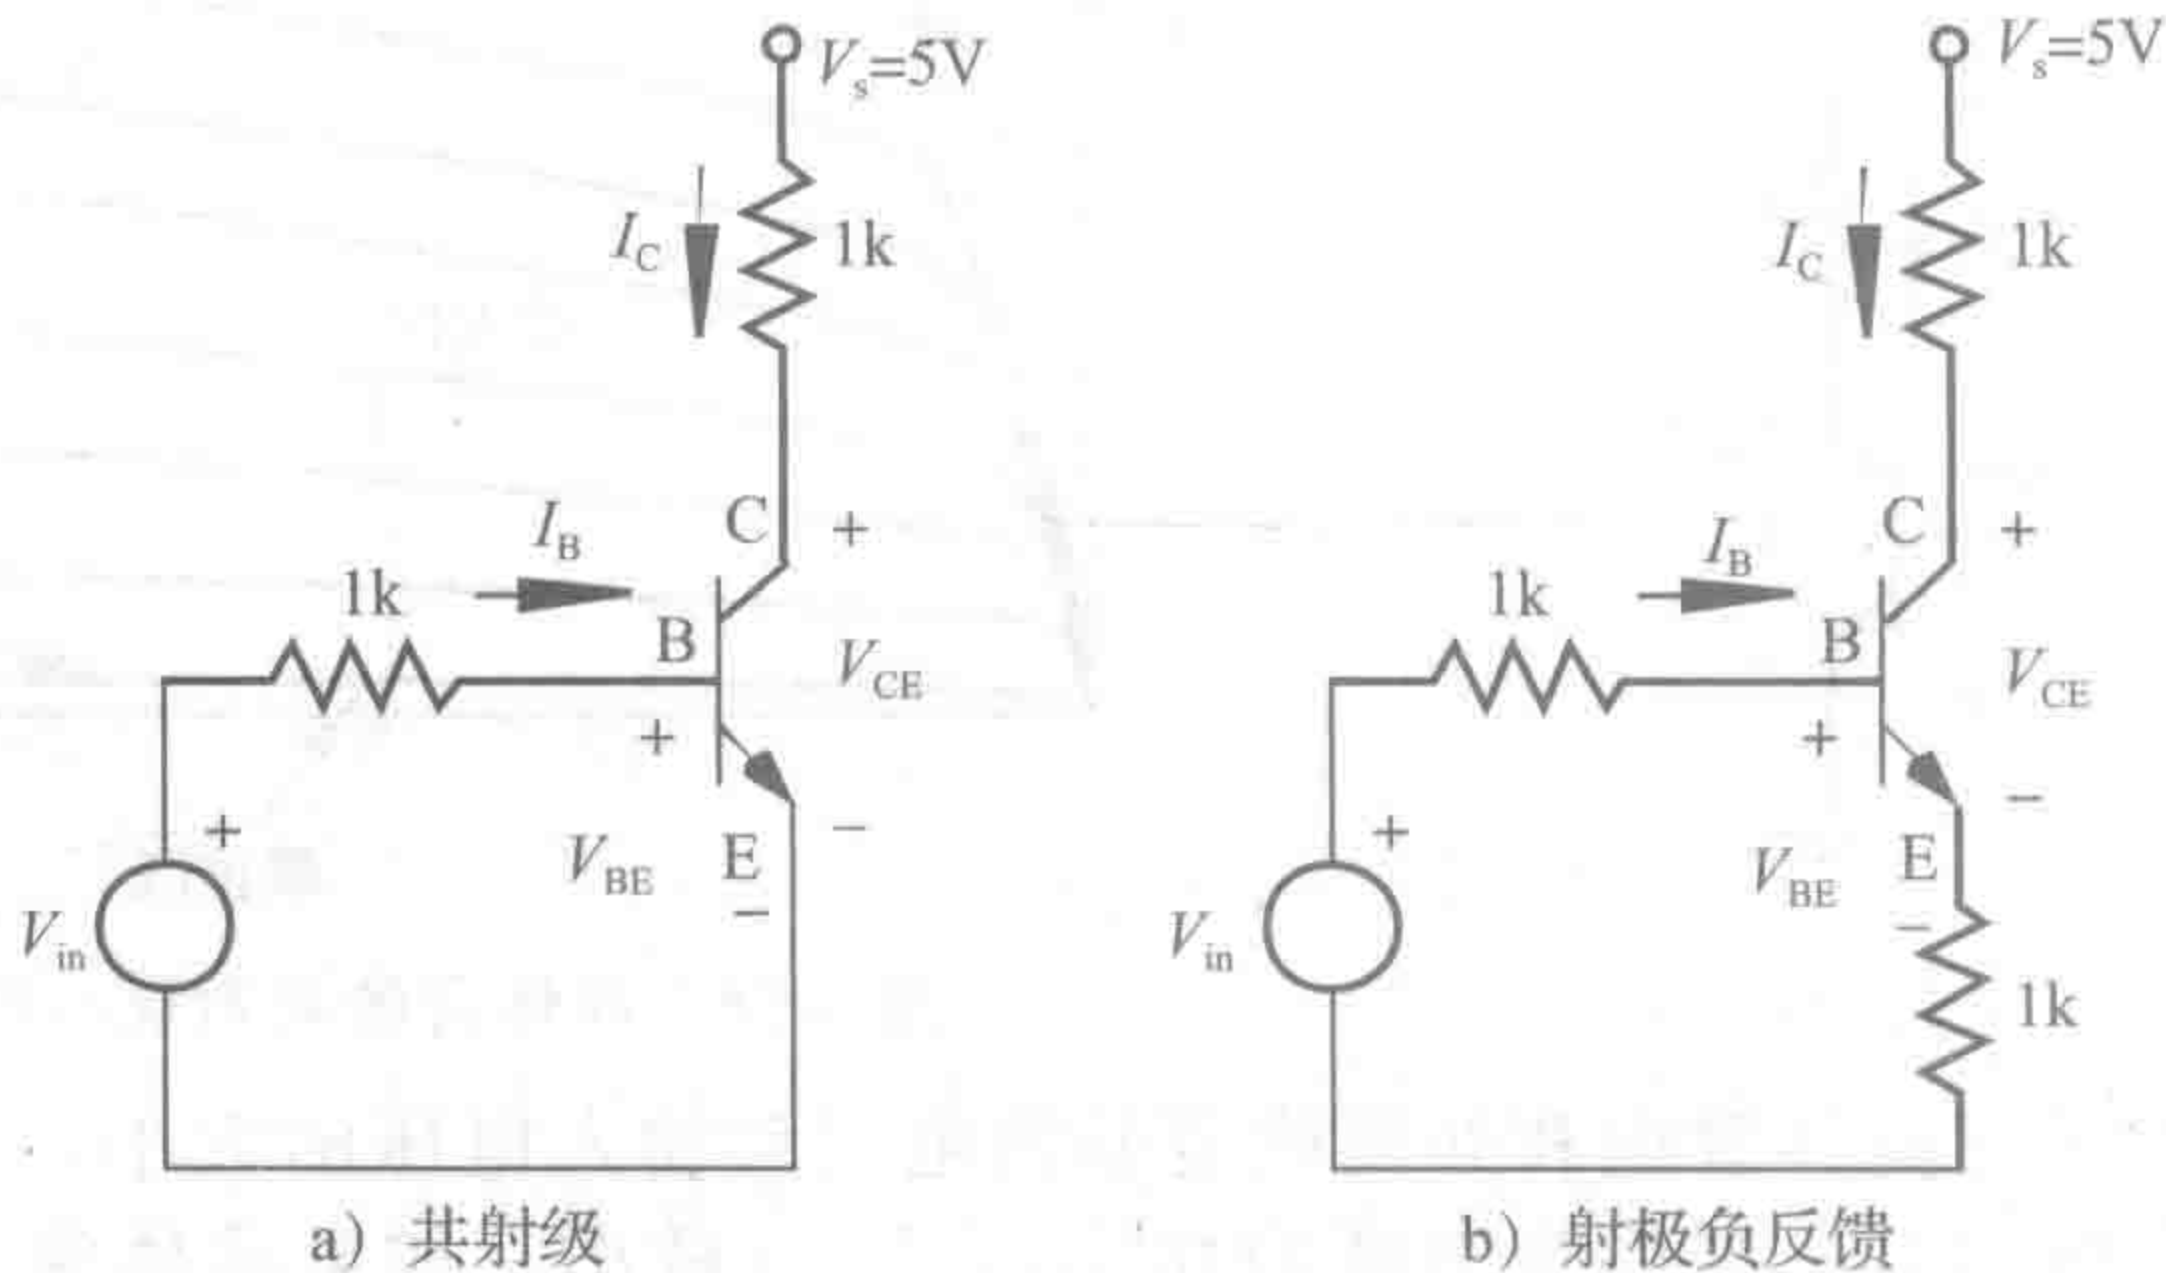 Vs=5V
IC
1k
C
+
IB
1k
B
VCE
+
+
VBE
E
−
−
Vin
a) 共射级
Vs=5V
IC
1k
C
+
IB
1k
B
VCE
+
−
+
VBE
E
−
Vin
1k
b) 射极负反馈